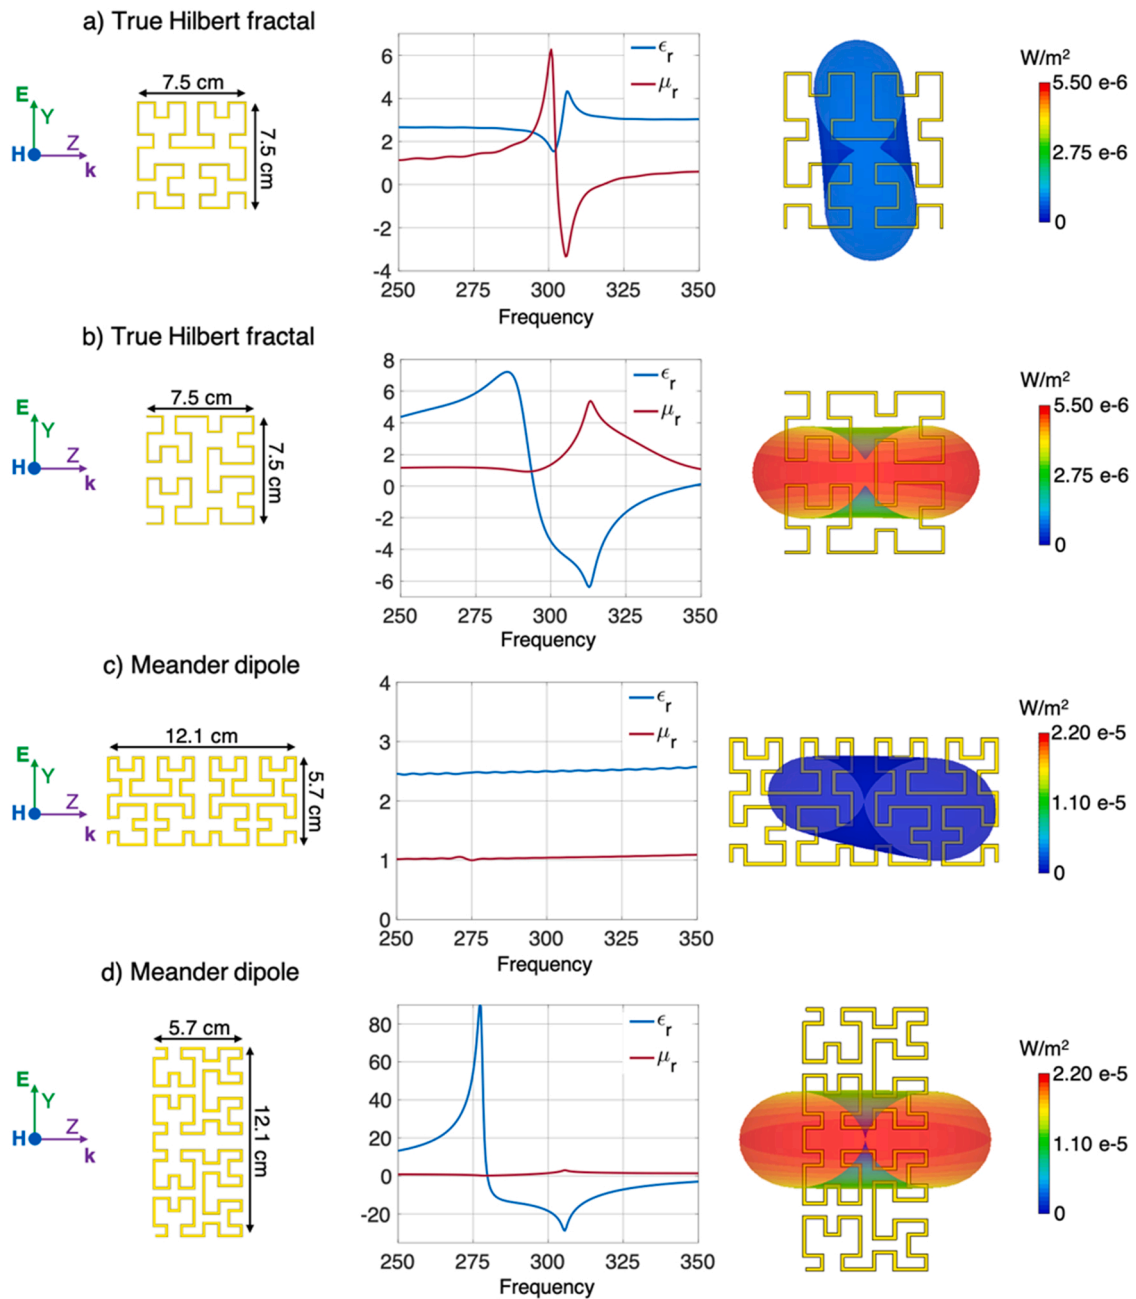 a) True Hilbert fractal
E
Y
Z
H
k
7.5 cm
7.5 cm
6
4
2
0
-2
-4
250 275 300 325 350
Frequency
ϵr
μr
W/m²
5.50 e-6
2.75 e-6
0
b) True Hilbert fractal
E
Y
Z
H
k
7.5 cm
7.5 cm
8
6
4
2
0
-2
-4
-6
250 275 300 325 350
Frequency
ϵr
μr
W/m²
5.50 e-6
2.75 e-6
0
c) Meander dipole
E
Y
Z
H
k
12.1 cm
5.7 cm
4
3
2
1
0
250 275 300 325 350
Frequency
ϵr
μr
W/m²
2.20 e-5
1.10 e-5
0
d) Meander dipole
E
Y
Z
H
k
5.7 cm
12.1 cm
80
60
40
20
0
-20
250 275 300 325 350
Frequency
ϵr
μr
W/m²
2.20 e-5
1.10 e-5
0